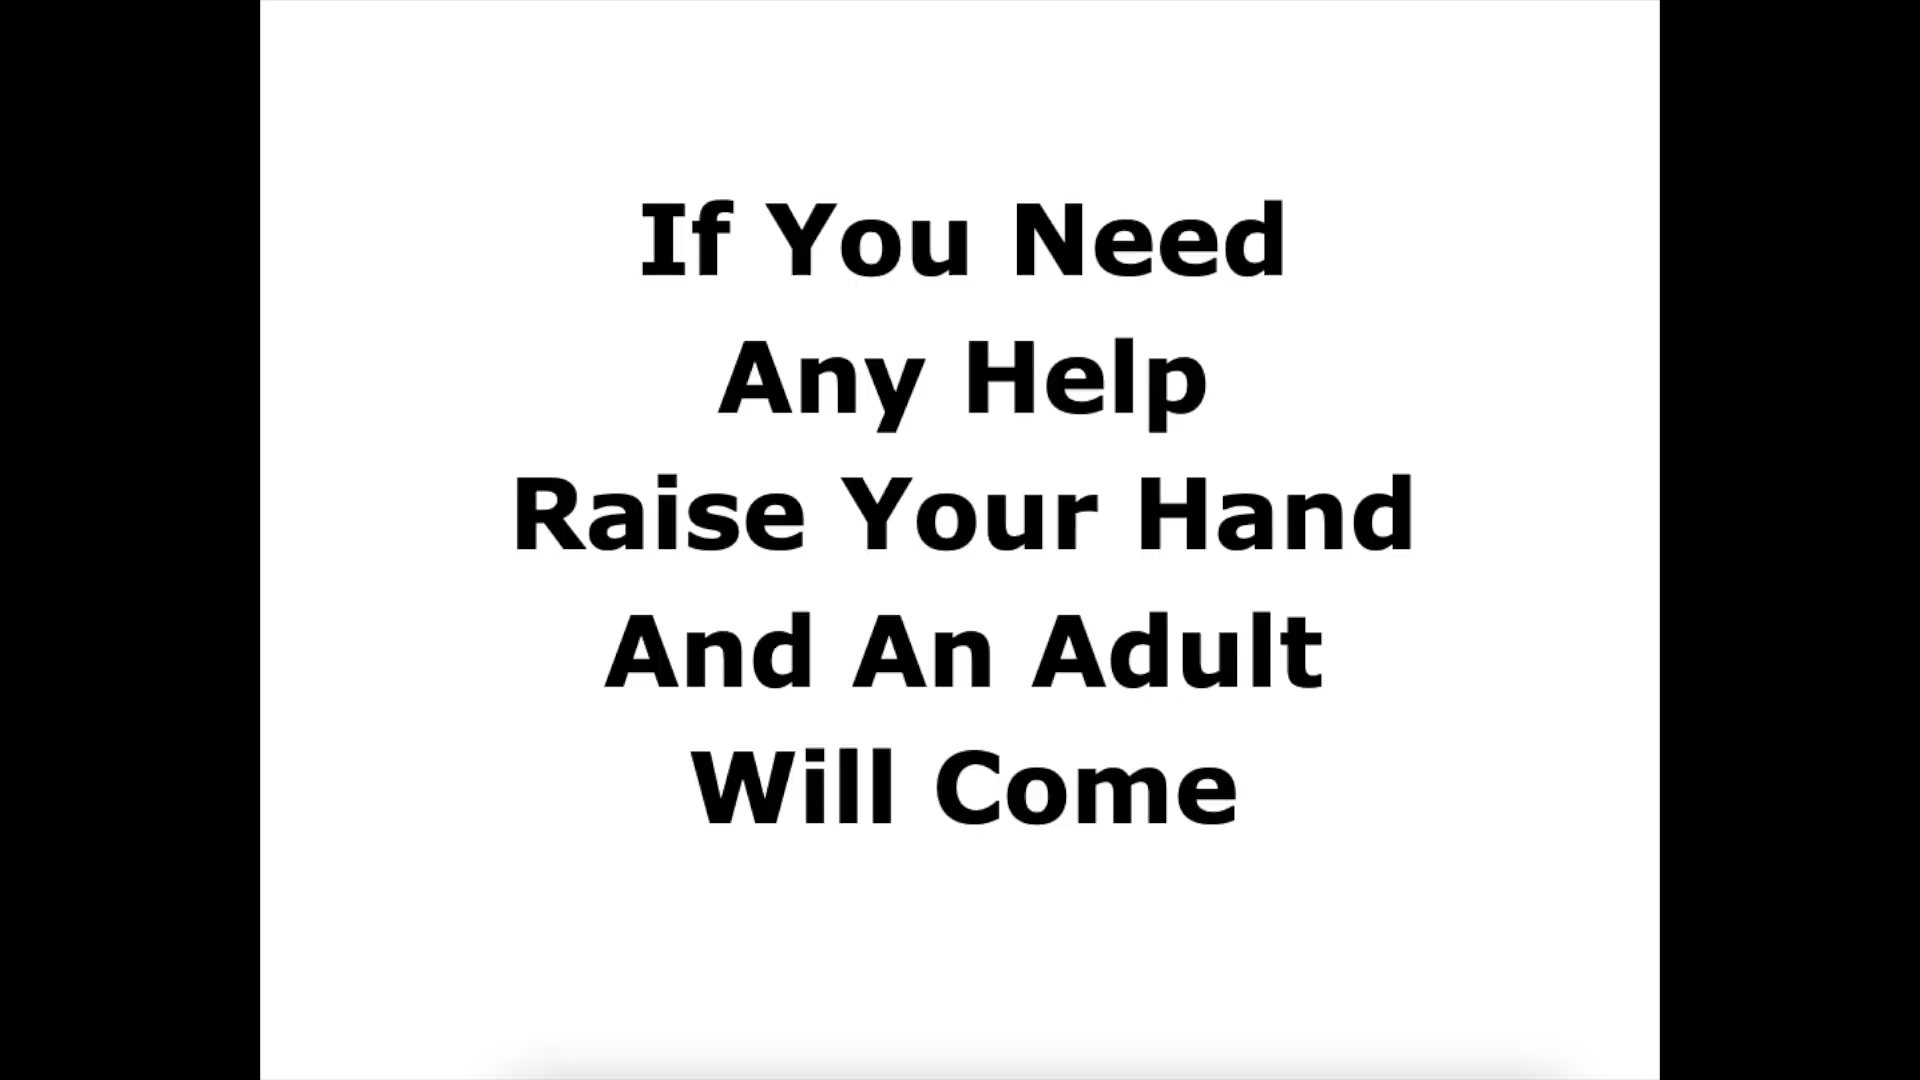 If You Need
Any Help
Raise Your Hand
And An Adult
Will Come